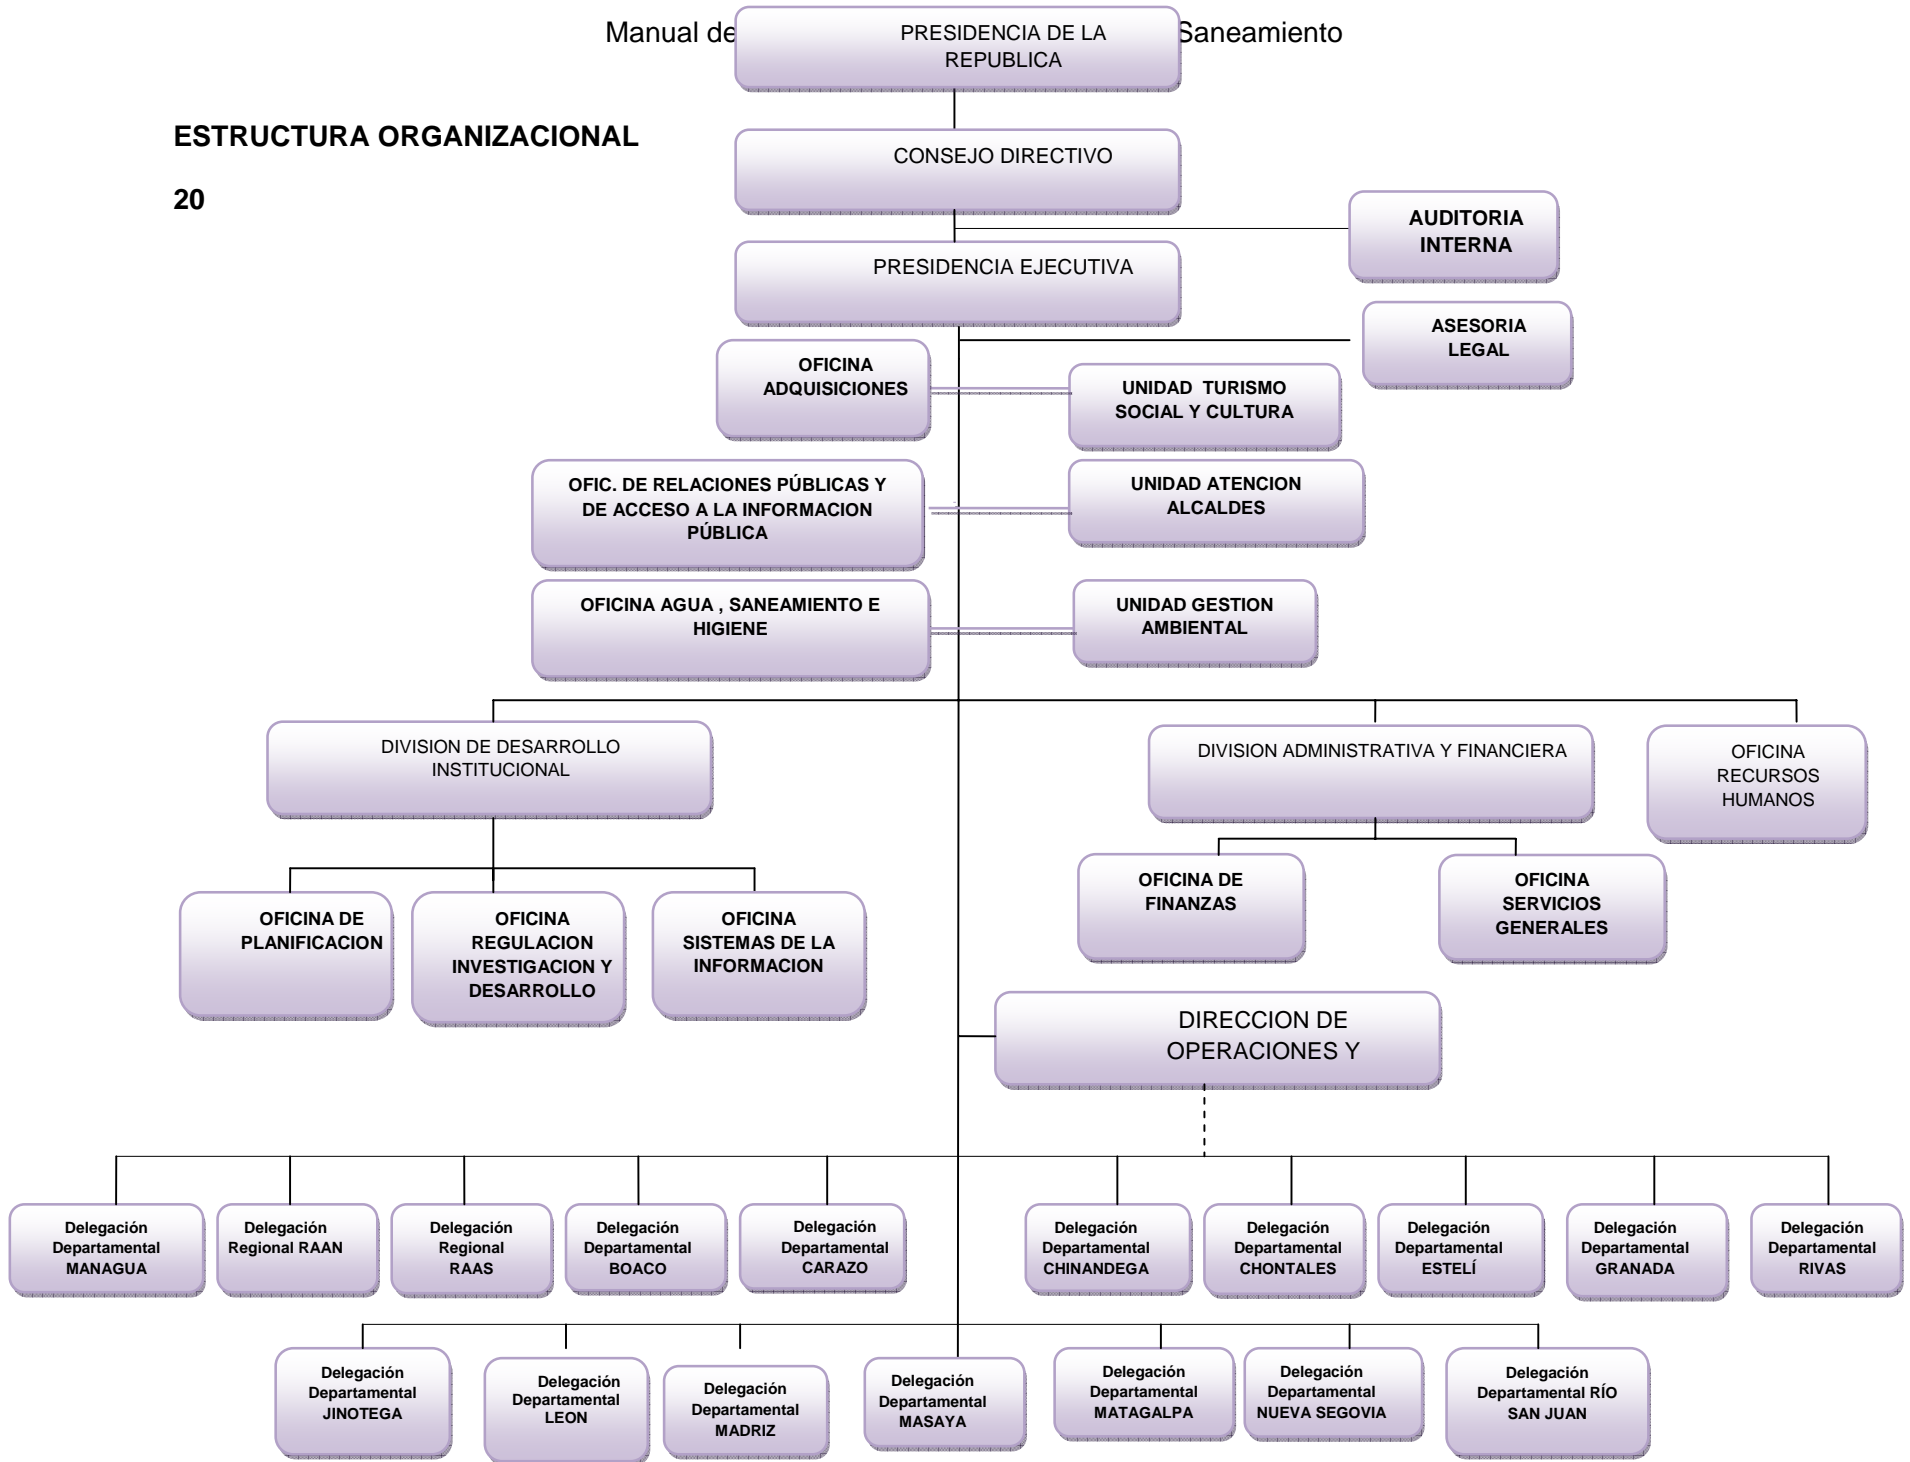 Manual de
Saneamiento
PRESIDENCIA DE LA
REPUBLICA
ESTRUCTURA ORGANIZACIONAL
20
CONSEJO DIRECTIVO
AUDITORIA
INTERNA
PRESIDENCIA EJECUTIVA
ASESORIA
LEGAL
OFICINA
ADQUISICIONES
UNIDAD TURISMO
SOCIAL Y CULTURA
OFIC. DE RELACIONES PÚBLICAS Y
DE ACCESO A LA INFORMACION
PÚBLICA
UNIDAD ATENCION
ALCALDES
OFICINA AGUA , SANEAMIENTO E
HIGIENE
UNIDAD GESTION
AMBIENTAL
DIVISION DE DESARROLLO
INSTITUCIONAL
DIVISION ADMINISTRATIVA Y FINANCIERA
OFICINA
RECURSOS
HUMANOS
OFICINA DE
PLANIFICACION
OFICINA
REGULACION
INVESTIGACION Y
DESARROLLO
OFICINA
SISTEMAS DE LA
INFORMACION
OFICINA DE
FINANZAS
OFICINA
SERVICIOS
GENERALES
DIRECCION DE
OPERACIONES Y
Delegación
Departamental
MANAGUA
Delegación
Regional RAAN
Delegación
Regional
RAAS
Delegación
Departamental
BOACO
Delegación
Departamental
CARAZO
Delegación
Departamental
CHINANDEGA
Delegación
Departamental
CHONTALES
Delegación
Departamental
ESTELÍ
Delegación
Departamental
GRANADA
Delegación
Departamental
RIVAS
Delegación
Departamental
JINOTEGA
Delegación
Departamental
LEON
Delegación
Departamental
MADRIZ
Delegación
Departamental
MASAYA
Delegación
Departamental
MATAGALPA
Delegación
Departamental
NUEVA SEGOVIA
Delegación
Departamental RÍO
SAN JUAN